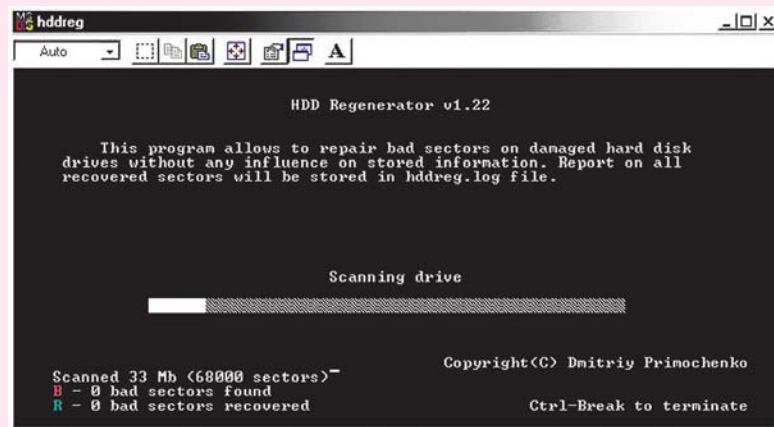 hddreg
Auto
A
HDD Regenerator v1.22
This program allows to repair bad sectors on damaged hard disk
drives without any influence on stored information. Report on all
recovered sectors will be stored in hddreg.log file.
Scanning drive
Copyright(C) Dmitriy Primochenko
Scanned 33 Mb (68000 sectors)
B - 0 bad sectors found
R - 0 bad sectors recovered
Ctrl-Break to terminate